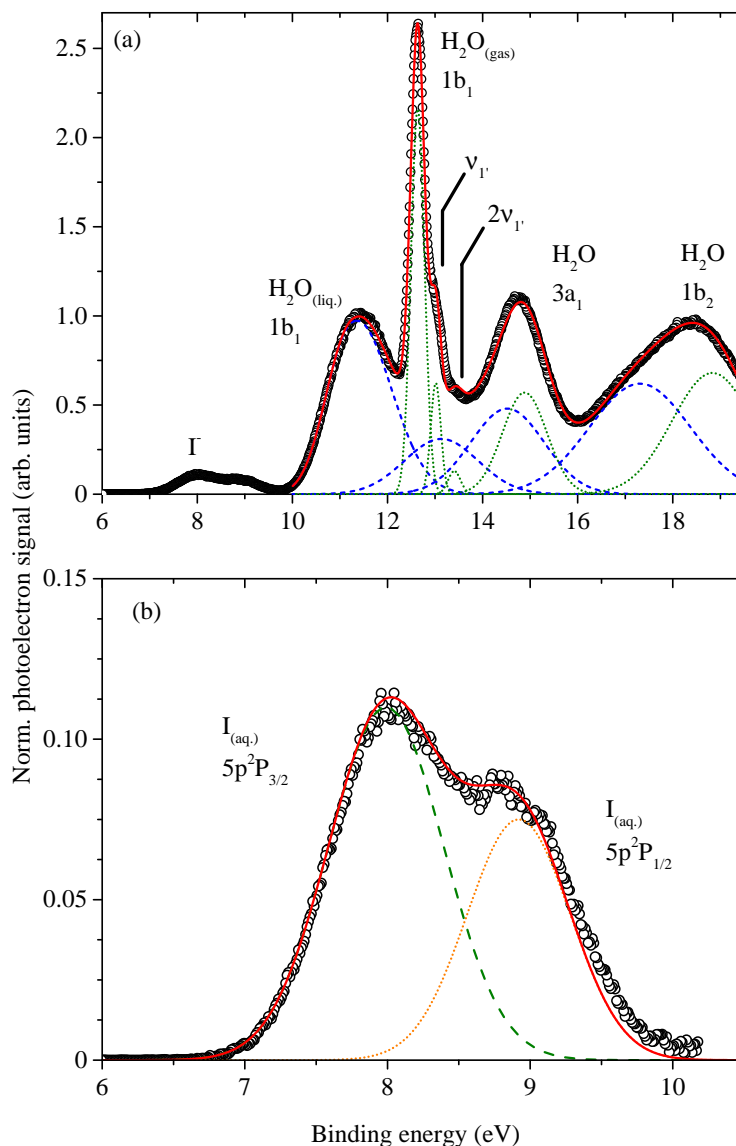 (a)
H₂O₍gas₎
1b₁
ν₁'
2ν₁'
H₂O
3a₁
H₂O
1b₂
H₂O₍liq.₎
1b₁
I⁻
2.5
2.0
1.5
1.0
0.5
0
6 8 10 12 14 16 18
Norm. photoelectron signal (arb. units)
(b)
I₍aq.₎
5p²P₃/₂
I₍aq.₎
5p²P₁/₂
0.15
0.10
0.05
0
6 7 8 9 10
Binding energy (eV)